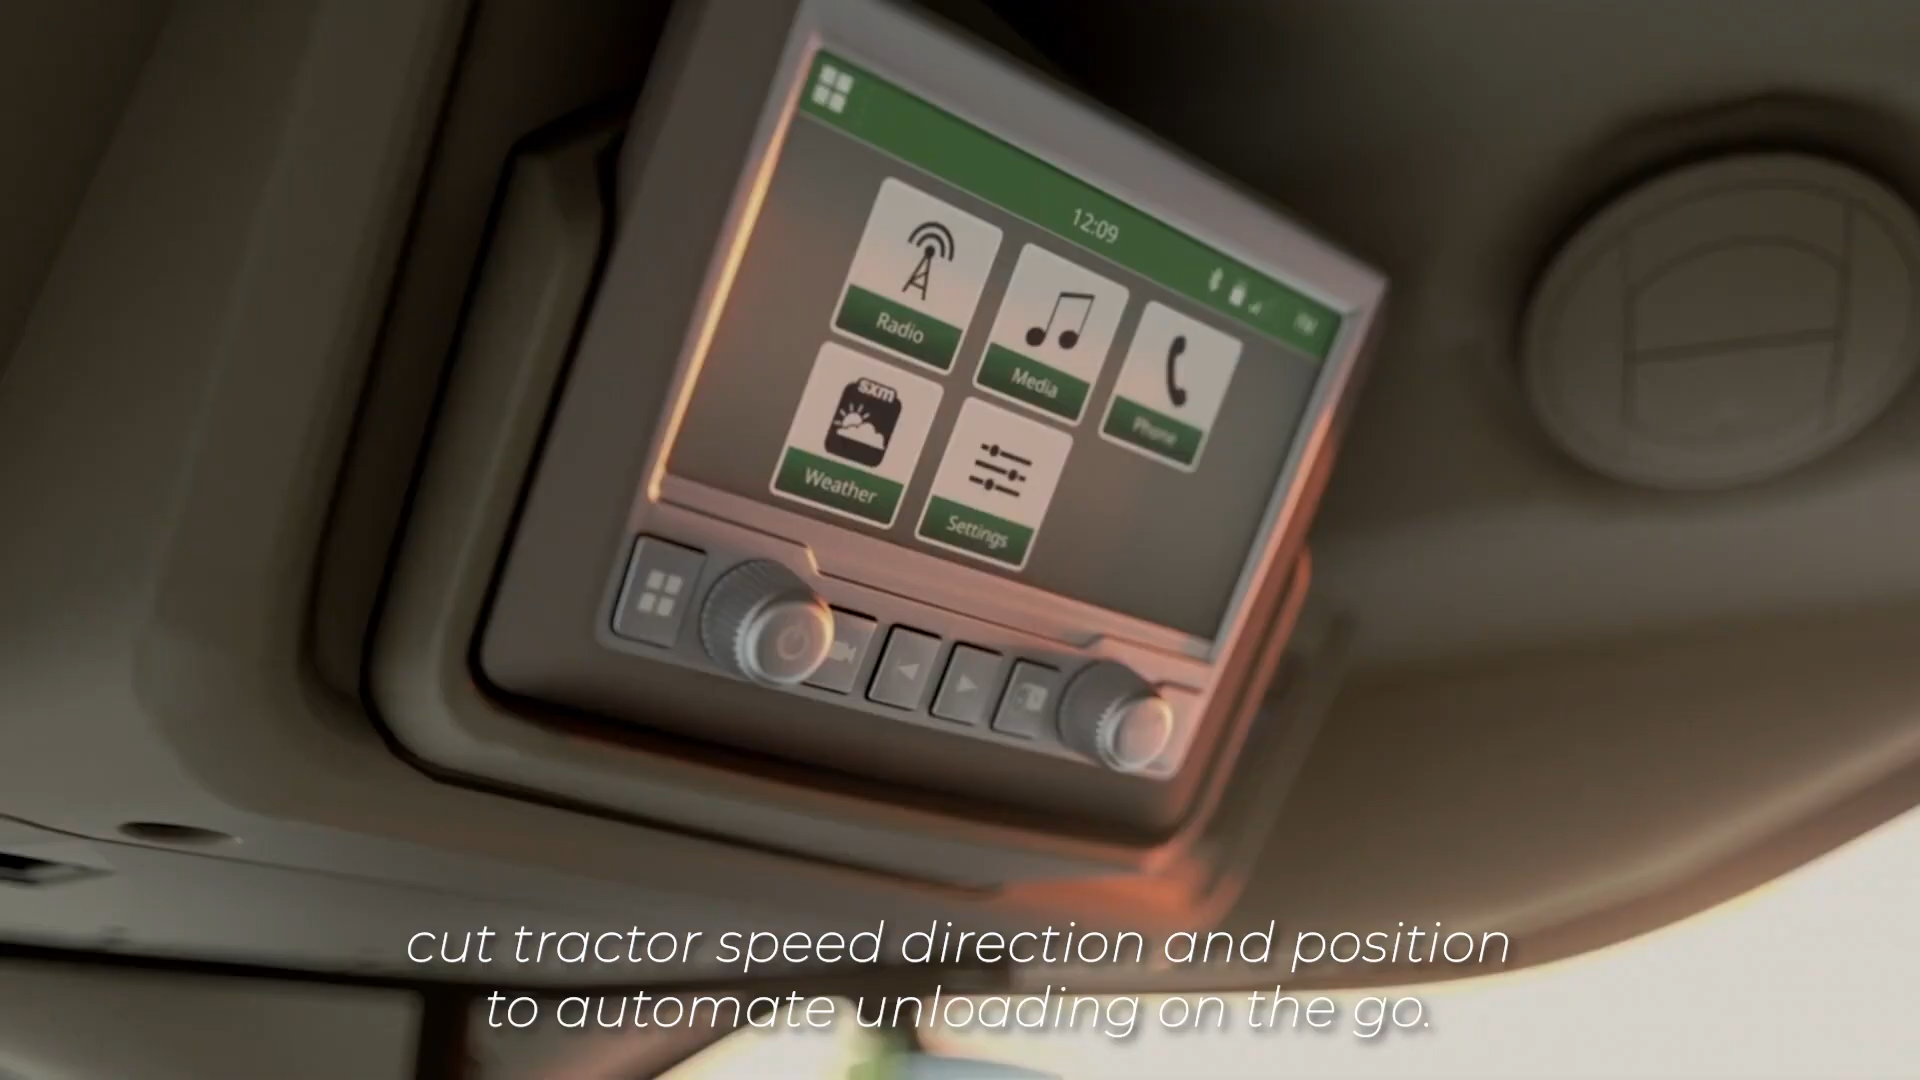 12:09
Radio
Media
Phone
sxm
Weather
Settings
cut tractor speed direction and position
to automate unloading on the go.